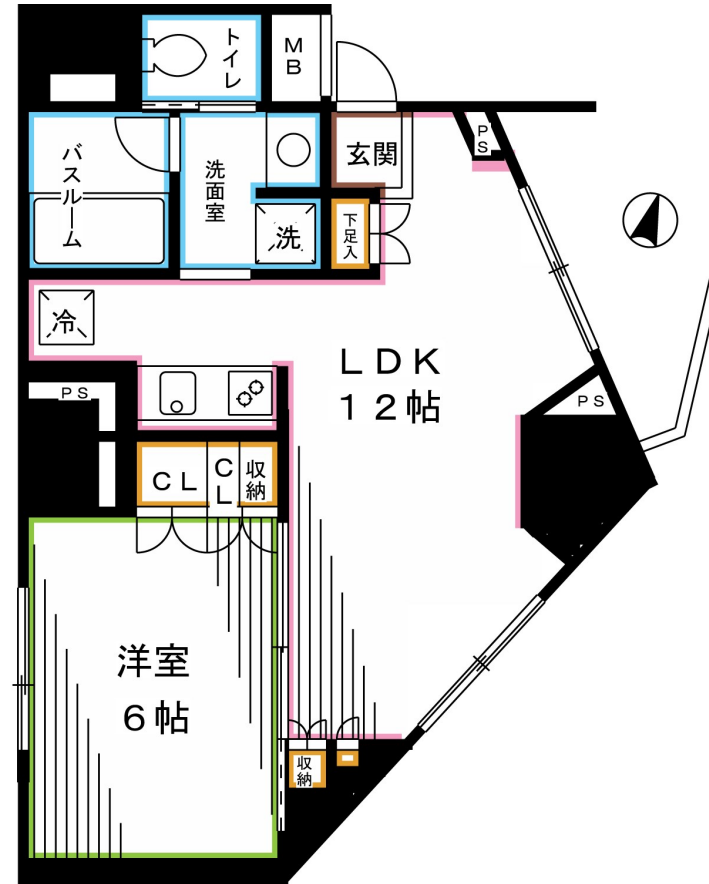 トイレ
MB
バスルーム
洗面室
玄関
PS
洗
下足入
冷
LDK
12帖
PS
PS
CL
CL
収納
洋室
6帖
収納